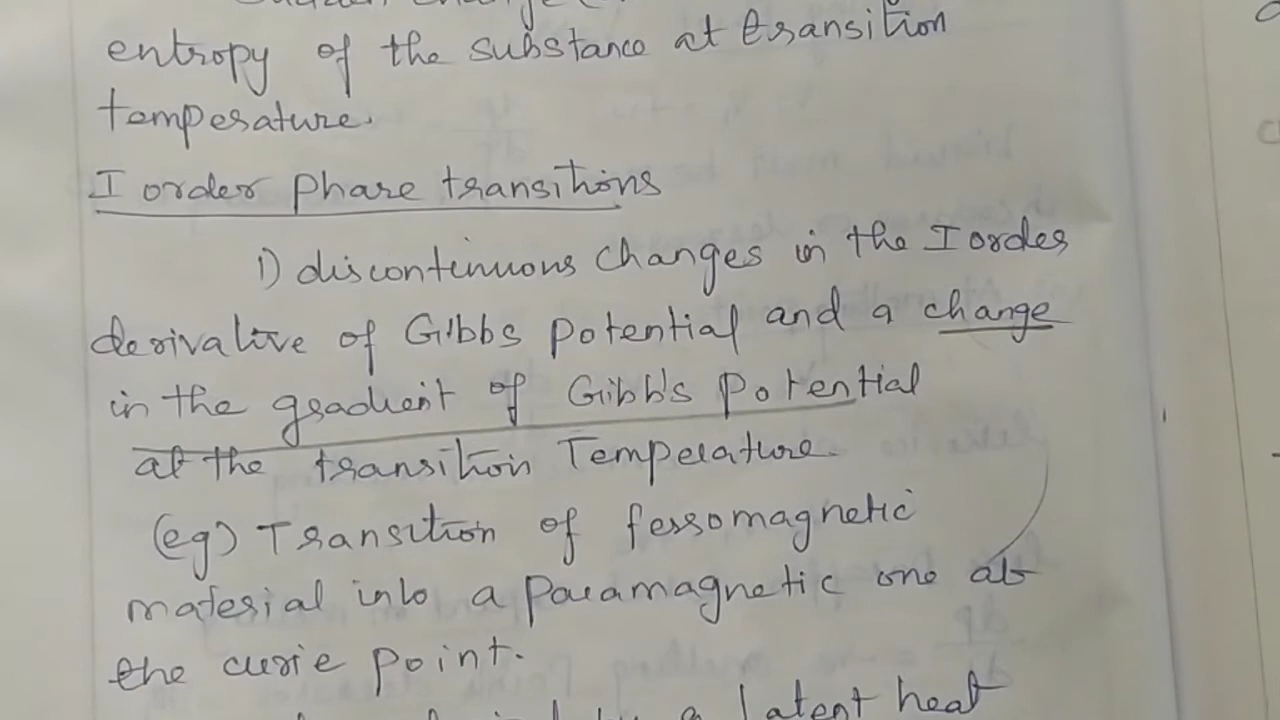 entropy of the substance at transition
temperature.
I order phase transitions
i) discontinuous changes in the I order
derivative of Gibbs potential and a change
in the gradient of Gibb's Potential
at the transition Temperature.
(eg) Transition of ferromagnetic
material into a paramagnetic one at
the curie point.
by a latent heat